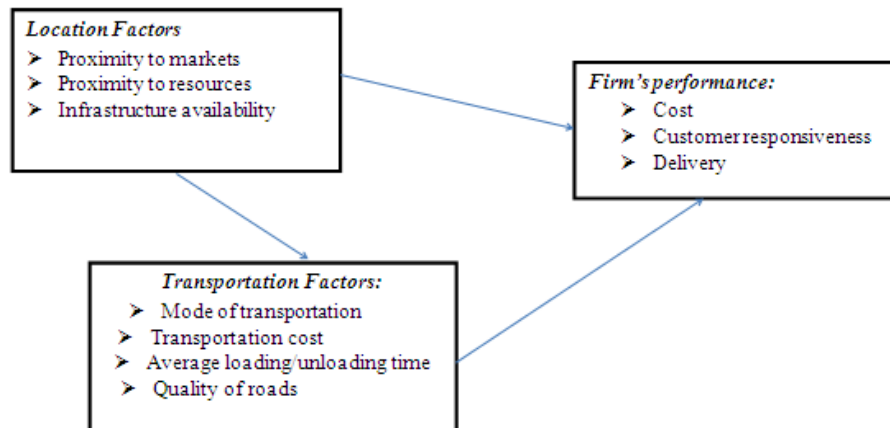 Location Factors
➢ Proximity to markets
➢ Proximity to resources
➢ Infrastructure availability
Firm's performance:
➢ Cost
➢ Customer responsiveness
➢ Delivery
Transportation Factors:
➢ Mode of transportation
➢ Transportation cost
➢ Average loading/unloading time
➢ Quality of roads